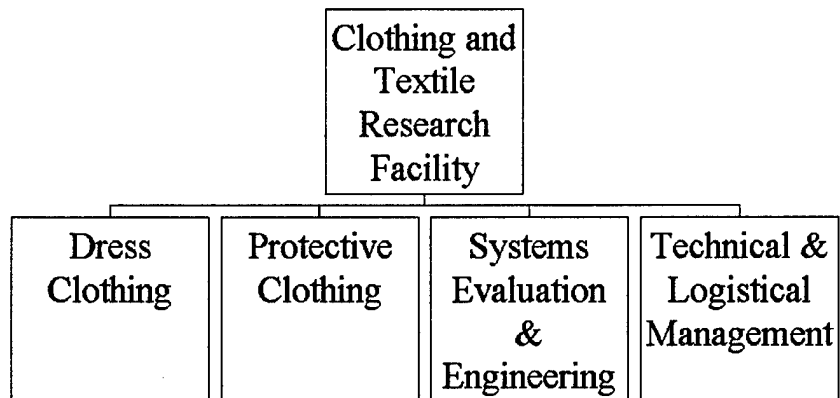 Clothing and
Textile
Research
Facility
Dress
Clothing
Protective
Clothing
Systems
Evaluation
&
Engineering
Technical &
Logistical
Management